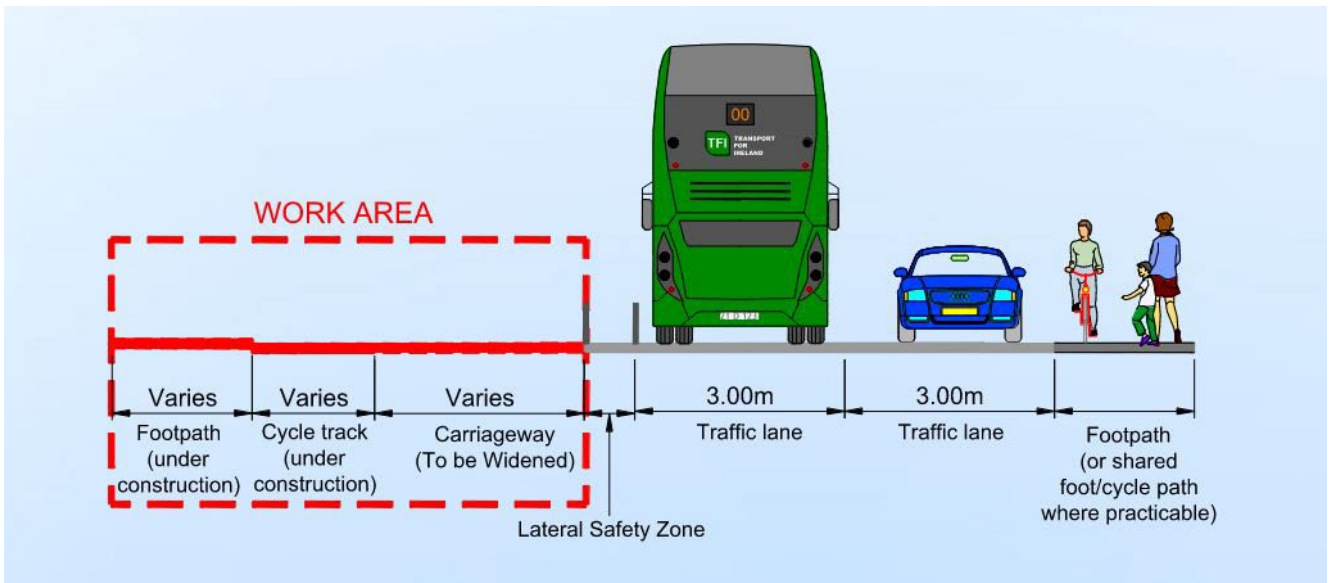 00
TFI
TRANSPORT
FOR
IRELAND
WORK AREA
21-D-123
Varies
Varies
Varies
3.00m
3.00m
Footpath
(under
construction)
Cycle track
(under
construction)
Carriageway
(To be Widened)
Traffic lane
Traffic lane
Footpath
(or shared
foot/cycle path
where practicable)
Lateral Safety Zone